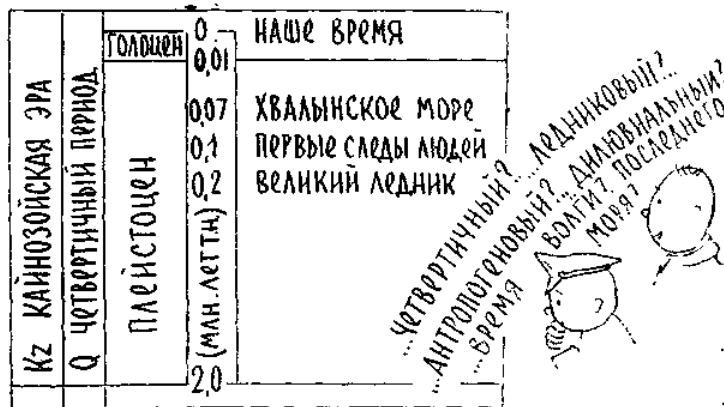 Kz КАЙНОЗОЙСКАЯ ЭРА
Q ЧЕТВЕРТИЧНЫЙ ПЕРИОД
ГОЛОЦЕН
ПЛЕЙСТОЦЕН
0
0,01
0,07
0,1
0,2
(МЛН. ЛЕТ Т.Н.)
2,0
НАШЕ ВРЕМЯ
ХВАЛЫНСКОЕ МОРЕ
ПЕРВЫЕ СЛЕДЫ ЛЮДЕЙ
ВЕЛИКИЙ ЛЕДНИК
...ЧЕТВЕРТИЧНЫЙ?...ЛЕДНИКОВЫЙ?...
...АНТРОПОГЕНОВЫЙ?...ДИЛЮВИАЛЬНЫЙ?
...ВРЕМЯ ВОЛГИ? ПОСЛЕДНЕГО
МОРЯ?